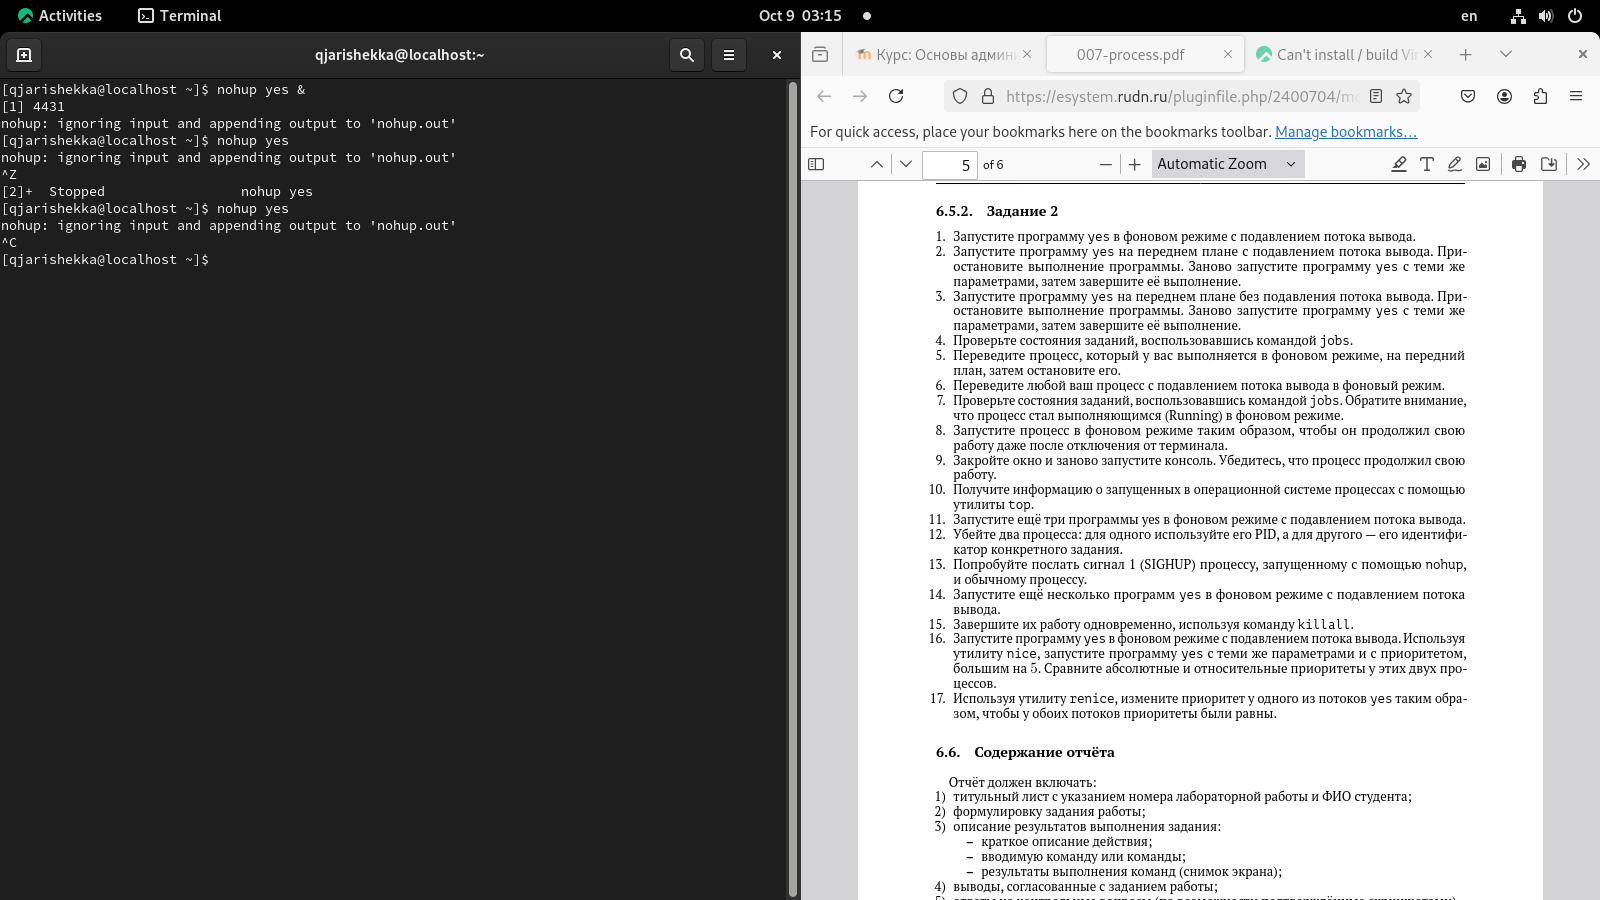 Activities Terminal Oct 9 03:15 en
qjarishekka@localhost:~
[qjarishekka@localhost ~]$ nohup yes &
[1] 4431
nohup: ignoring input and appending output to 'nohup.out'
[qjarishekka@localhost ~]$ nohup yes
nohup: ignoring input and appending output to 'nohup.out'
^Z
[2]+  Stopped                 nohup yes
[qjarishekka@localhost ~]$ nohup yes
nohup: ignoring input and appending output to 'nohup.out'
^C
[qjarishekka@localhost ~]$
Курс: Основы админи 007-process.pdf Can't install / build Vir
https://esystem.rudn.ru/pluginfile.php/2400704/mo
For quick access, place your bookmarks here on the bookmarks toolbar. Manage bookmarks…
5 of 6 Automatic Zoom
6.5.2. Задание 2
1. Запустите программу yes в фоновом режиме с подавлением потока вывода.
2. Запустите программу yes на переднем плане с подавлением потока вывода. При-
остановите выполнение программы. Заново запустите программу yes с теми же
параметрами, затем завершите её выполнение.
3. Запустите программу yes на переднем плане без подавления потока вывода. При-
остановите выполнение программы. Заново запустите программу yes с теми же
параметрами, затем завершите её выполнение.
4. Проверьте состояния заданий, воспользовавшись командой jobs.
5. Переведите процесс, который у вас выполняется в фоновом режиме, на передний
план, затем остановите его.
6. Переведите любой ваш процесс с подавлением потока вывода в фоновый режим.
7. Проверьте состояния заданий, воспользовавшись командой jobs. Обратите внимание,
что процесс стал выполняющимся (Running) в фоновом режиме.
8. Запустите процесс в фоновом режиме таким образом, чтобы он продолжил свою
работу даже после отключения от терминала.
9. Закройте окно и заново запустите консоль. Убедитесь, что процесс продолжил свою
работу.
10. Получите информацию о запущенных в операционной системе процессах с помощью
утилиты top.
11. Запустите ещё три программы yes в фоновом режиме с подавлением потока вывода.
12. Убейте два процесса: для одного используйте его PID, а для другого — его идентифи-
катор конкретного задания.
13. Попробуйте послать сигнал 1 (SIGHUP) процессу, запущенному с помощью nohup,
и обычному процессу.
14. Запустите ещё несколько программ yes в фоновом режиме с подавлением потока
вывода.
15. Завершите их работу одновременно, используя команду killall.
16. Запустите программу yes в фоновом режиме с подавлением потока вывода. Используя
утилиту nice, запустите программу yes с теми же параметрами и с приоритетом,
большим на 5. Сравните абсолютные и относительные приоритеты у этих двух про-
цессов.
17. Используя утилиту renice, измените приоритет у одного из потоков yes таким обра-
зом, чтобы у обоих потоков приоритеты были равны.
6.6. Содержание отчёта
Отчёт должен включать:
1) титульный лист с указанием номера лабораторной работы и ФИО студента;
2) формулировку задания работы;
3) описание результатов выполнения задания:
– краткое описание действия;
– вводимую команду или команды;
– результаты выполнения команд (снимок экрана);
4) выводы, согласованные с заданием работы;